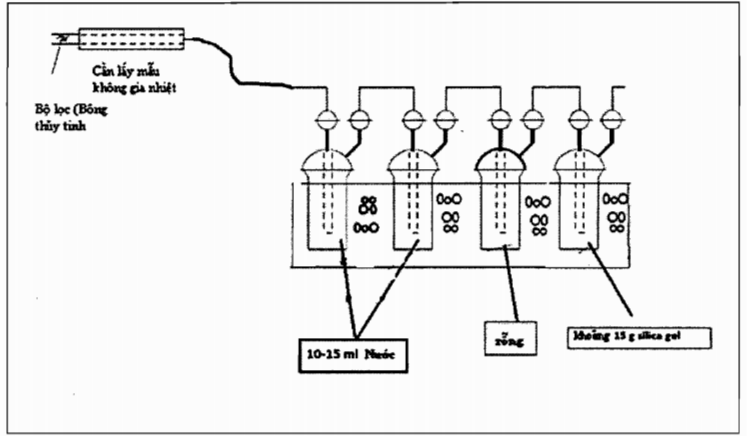 Cần lấy mẫu
không gia nhiệt
Bộ lọc (Bông
thủy tinh
10-15 ml Nước
rỗng
khoảng 15 g silica gel